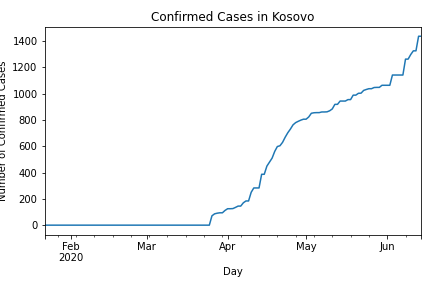 Confirmed Cases in Kosovo
Number of Confirmed Cases
1400
1200
1000
800
600
400
200
0
Feb
2020
Mar
Apr
May
Jun
Day